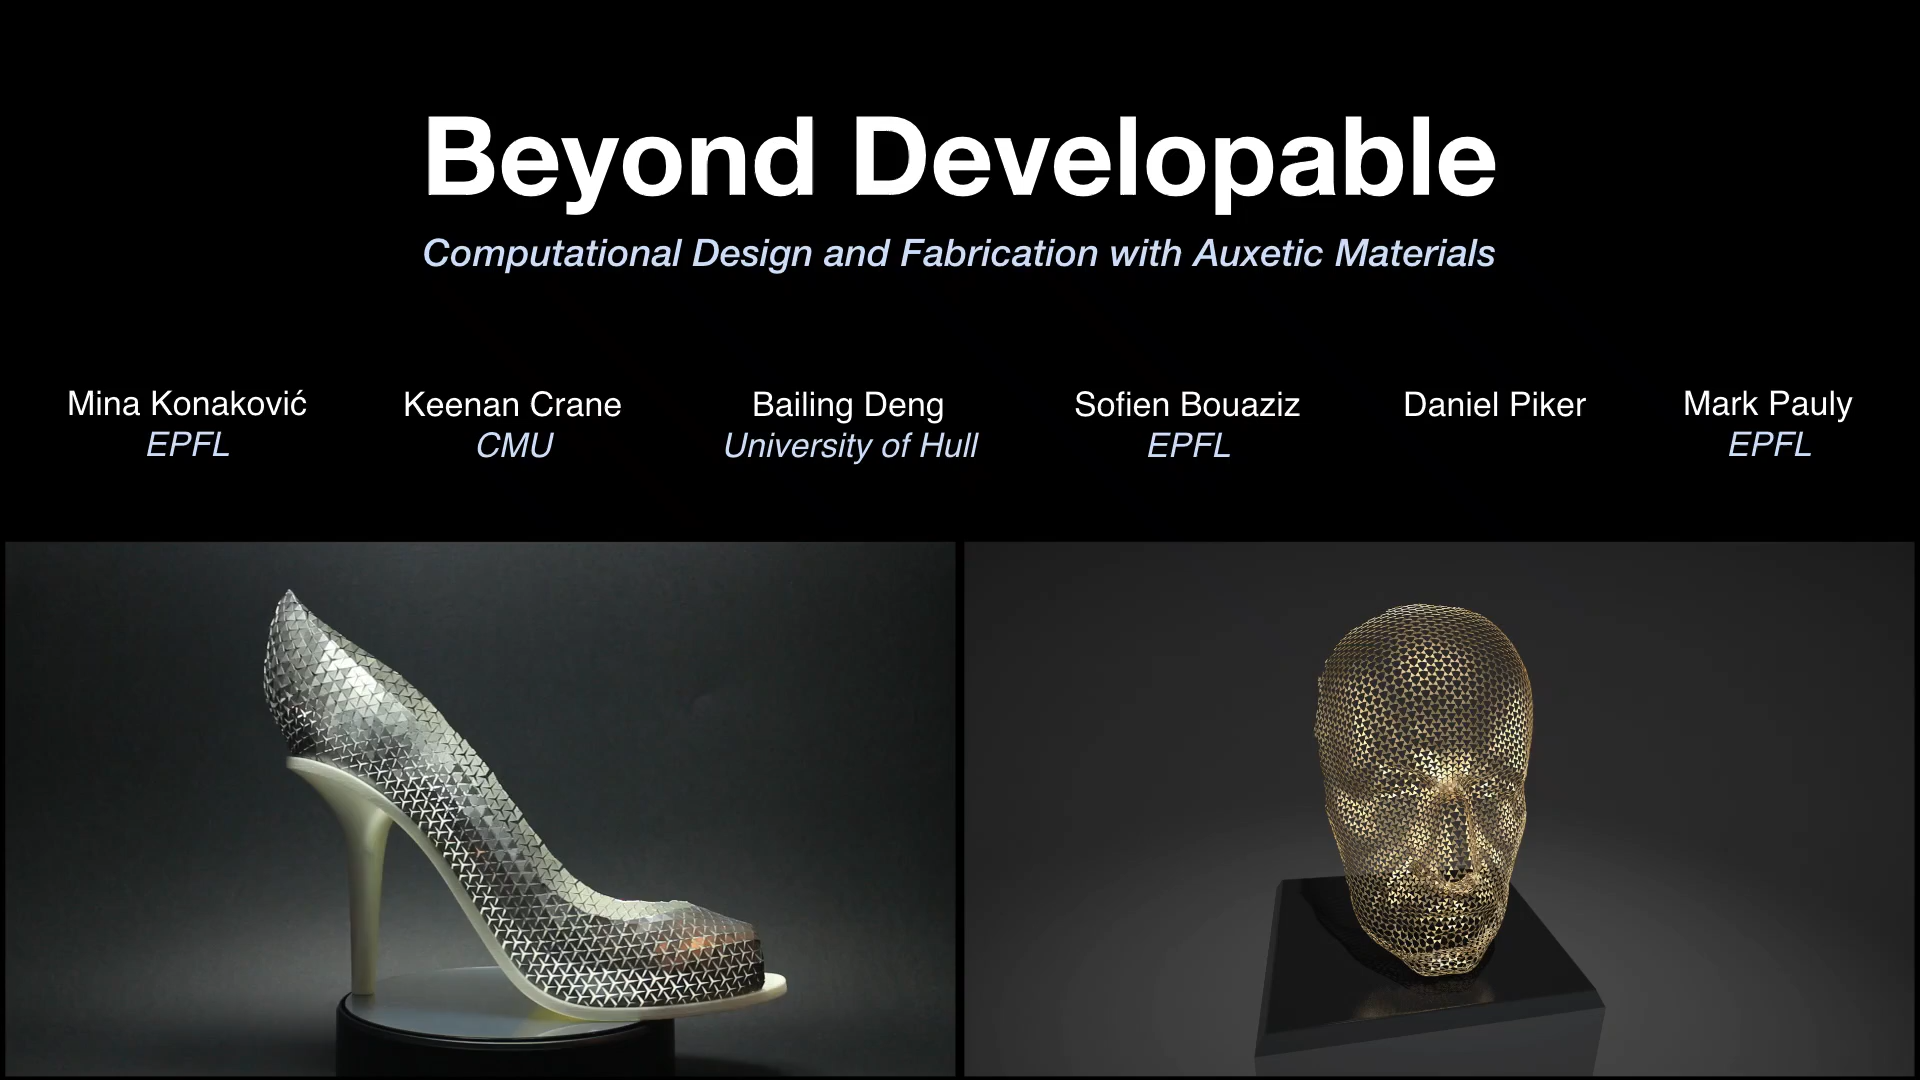 Beyond Developable
Computational Design and Fabrication with Auxetic Materials
Mina Konaković
EPFL
Keenan Crane
CMU
Bailing Deng
University of Hull
Sofien Bouaziz
EPFL
Daniel Piker
Mark Pauly
EPFL